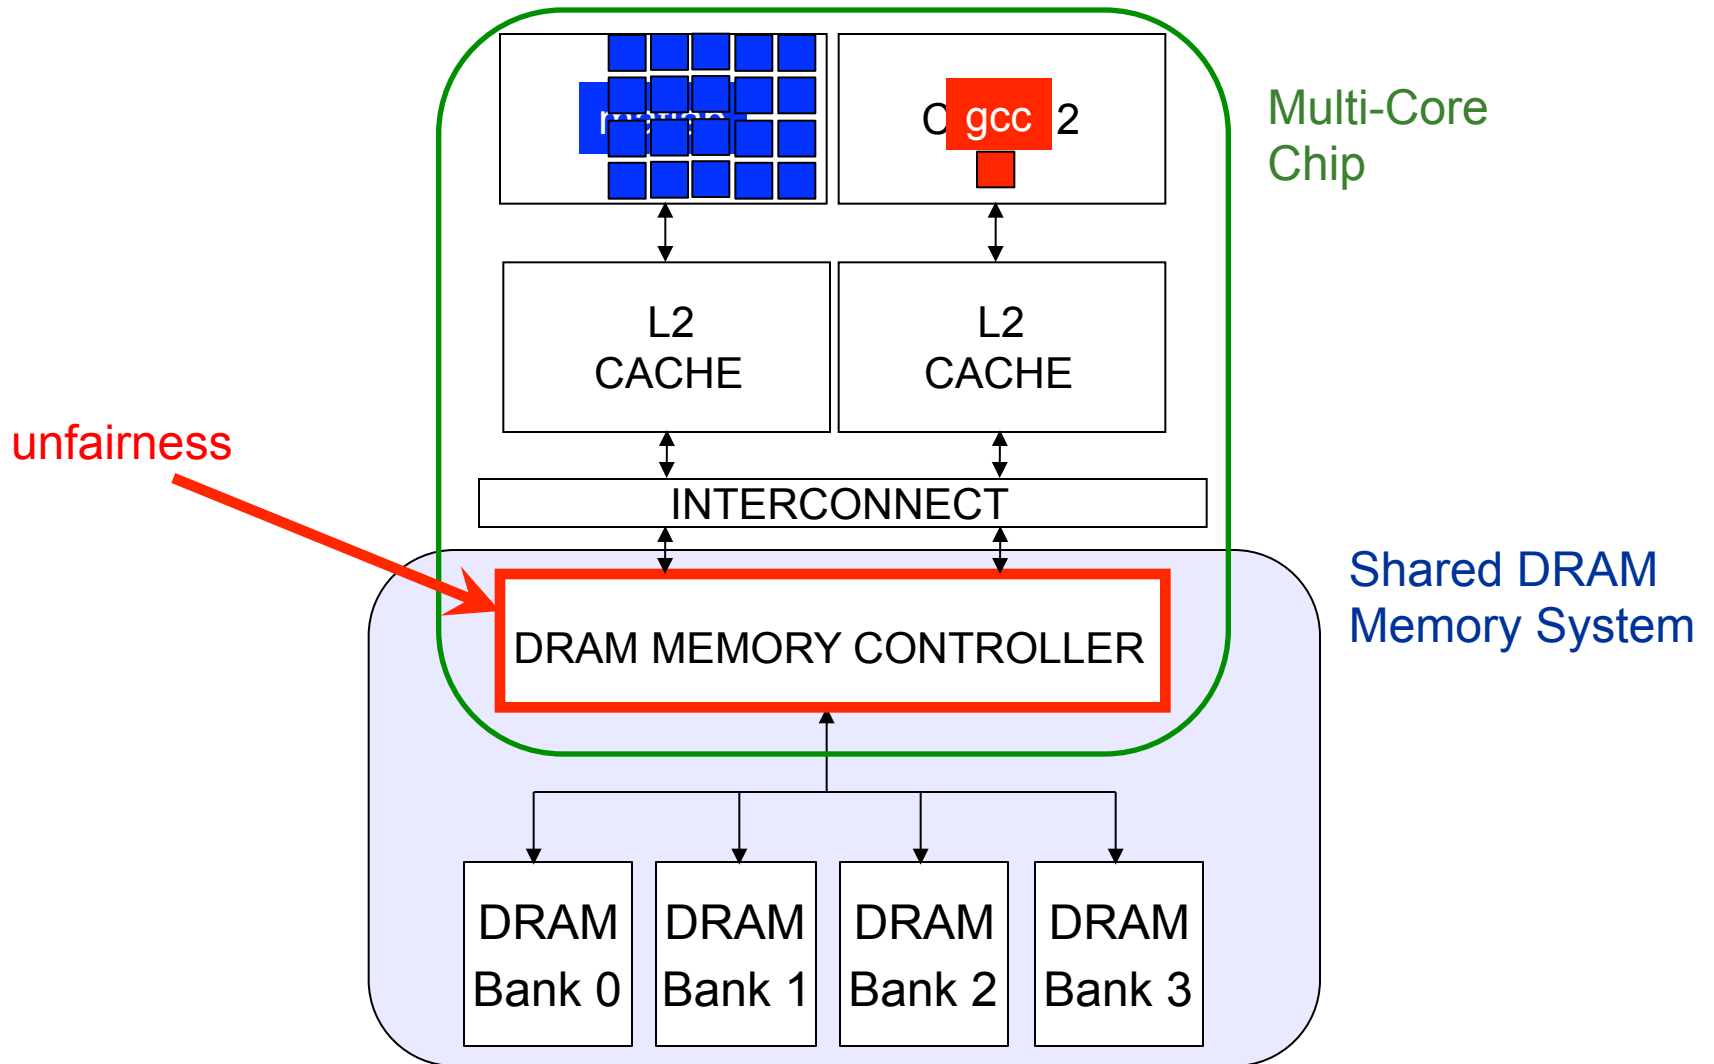 gcc
2
Multi-Core
Chip
L2
CACHE
L2
CACHE
unfairness
INTERCONNECT
Shared DRAM
Memory System
DRAM MEMORY CONTROLLER
DRAM
Bank 0
DRAM
Bank 1
DRAM
Bank 2
DRAM
Bank 3